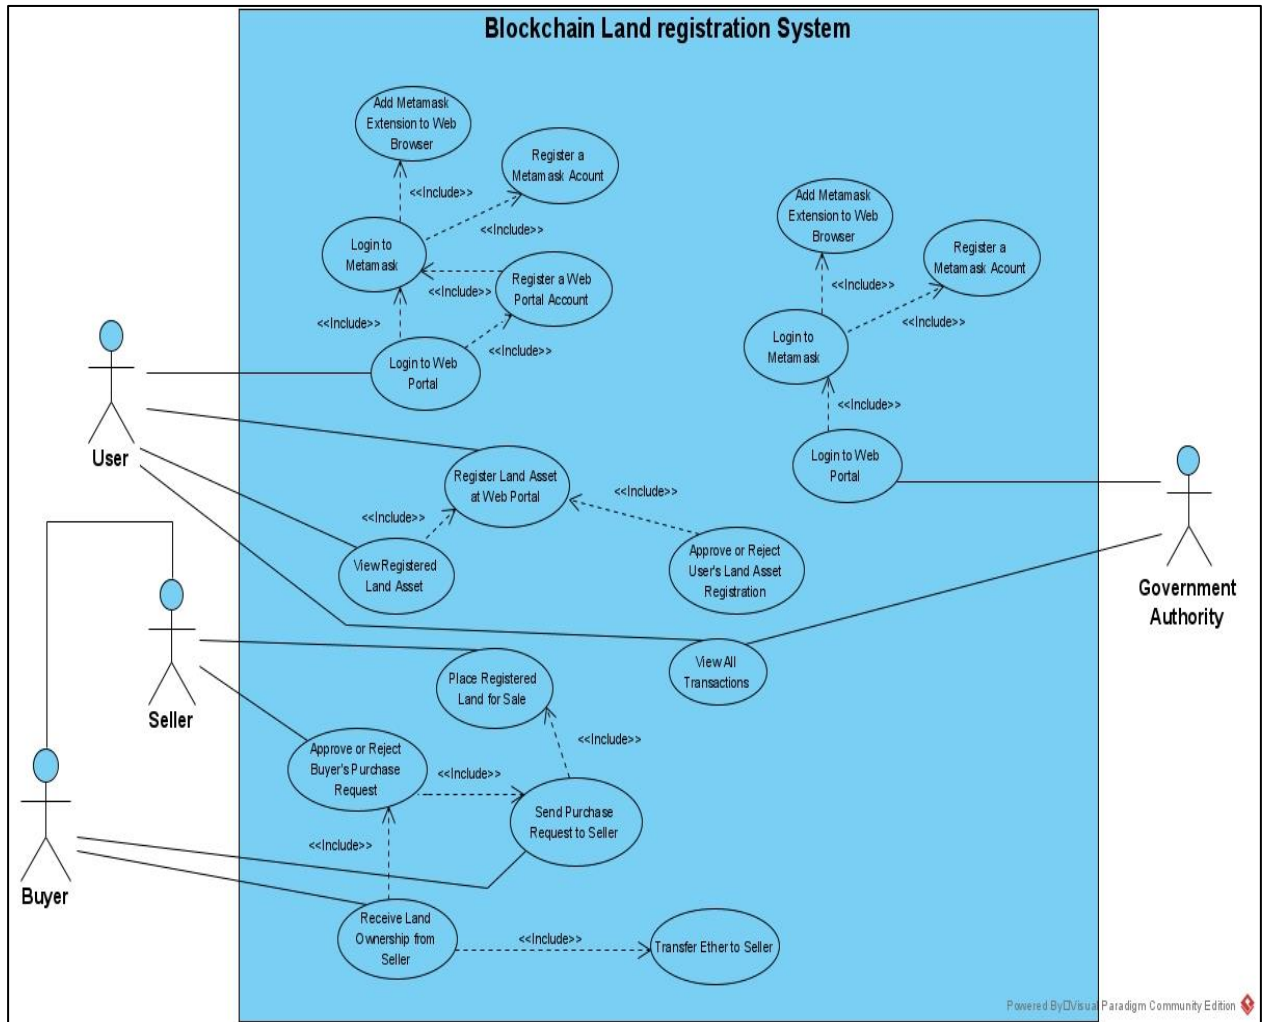 Blockchain Land registration System
Add Metamask
Extension to Web
Browser
Register a
Metamask Acount
<<Include>>
<<Include>>
Login to
Metamask
Register a Web
Portal Account
<<Include>>
<<Include>>
<<Include>>
Login to Web
Portal
Add Metamask
Extension to Web
Browser
Register a
Metamask Acount
<<Include>>
<<Include>>
Login to
Metamask
<<Include>>
Login to Web
Portal
User
Register Land Asset
at Web Portal
<<Include>>
<<Include>>
View Registered
Land Asset
Approve or Reject
User's Land Asset
Registration
Government
Authority
View All
Transactions
Seller
Place Registered
Land for Sale
<<Include>>
Approve or Reject
Buyer's Purchase
Request
<<Include>>
Send Purchase
Request to Seller
<<Include>>
Buyer
Receive Land
Ownership from
Seller
<<Include>>
Transfer Ether to Seller
Powered By Visual Paradigm Community Edition